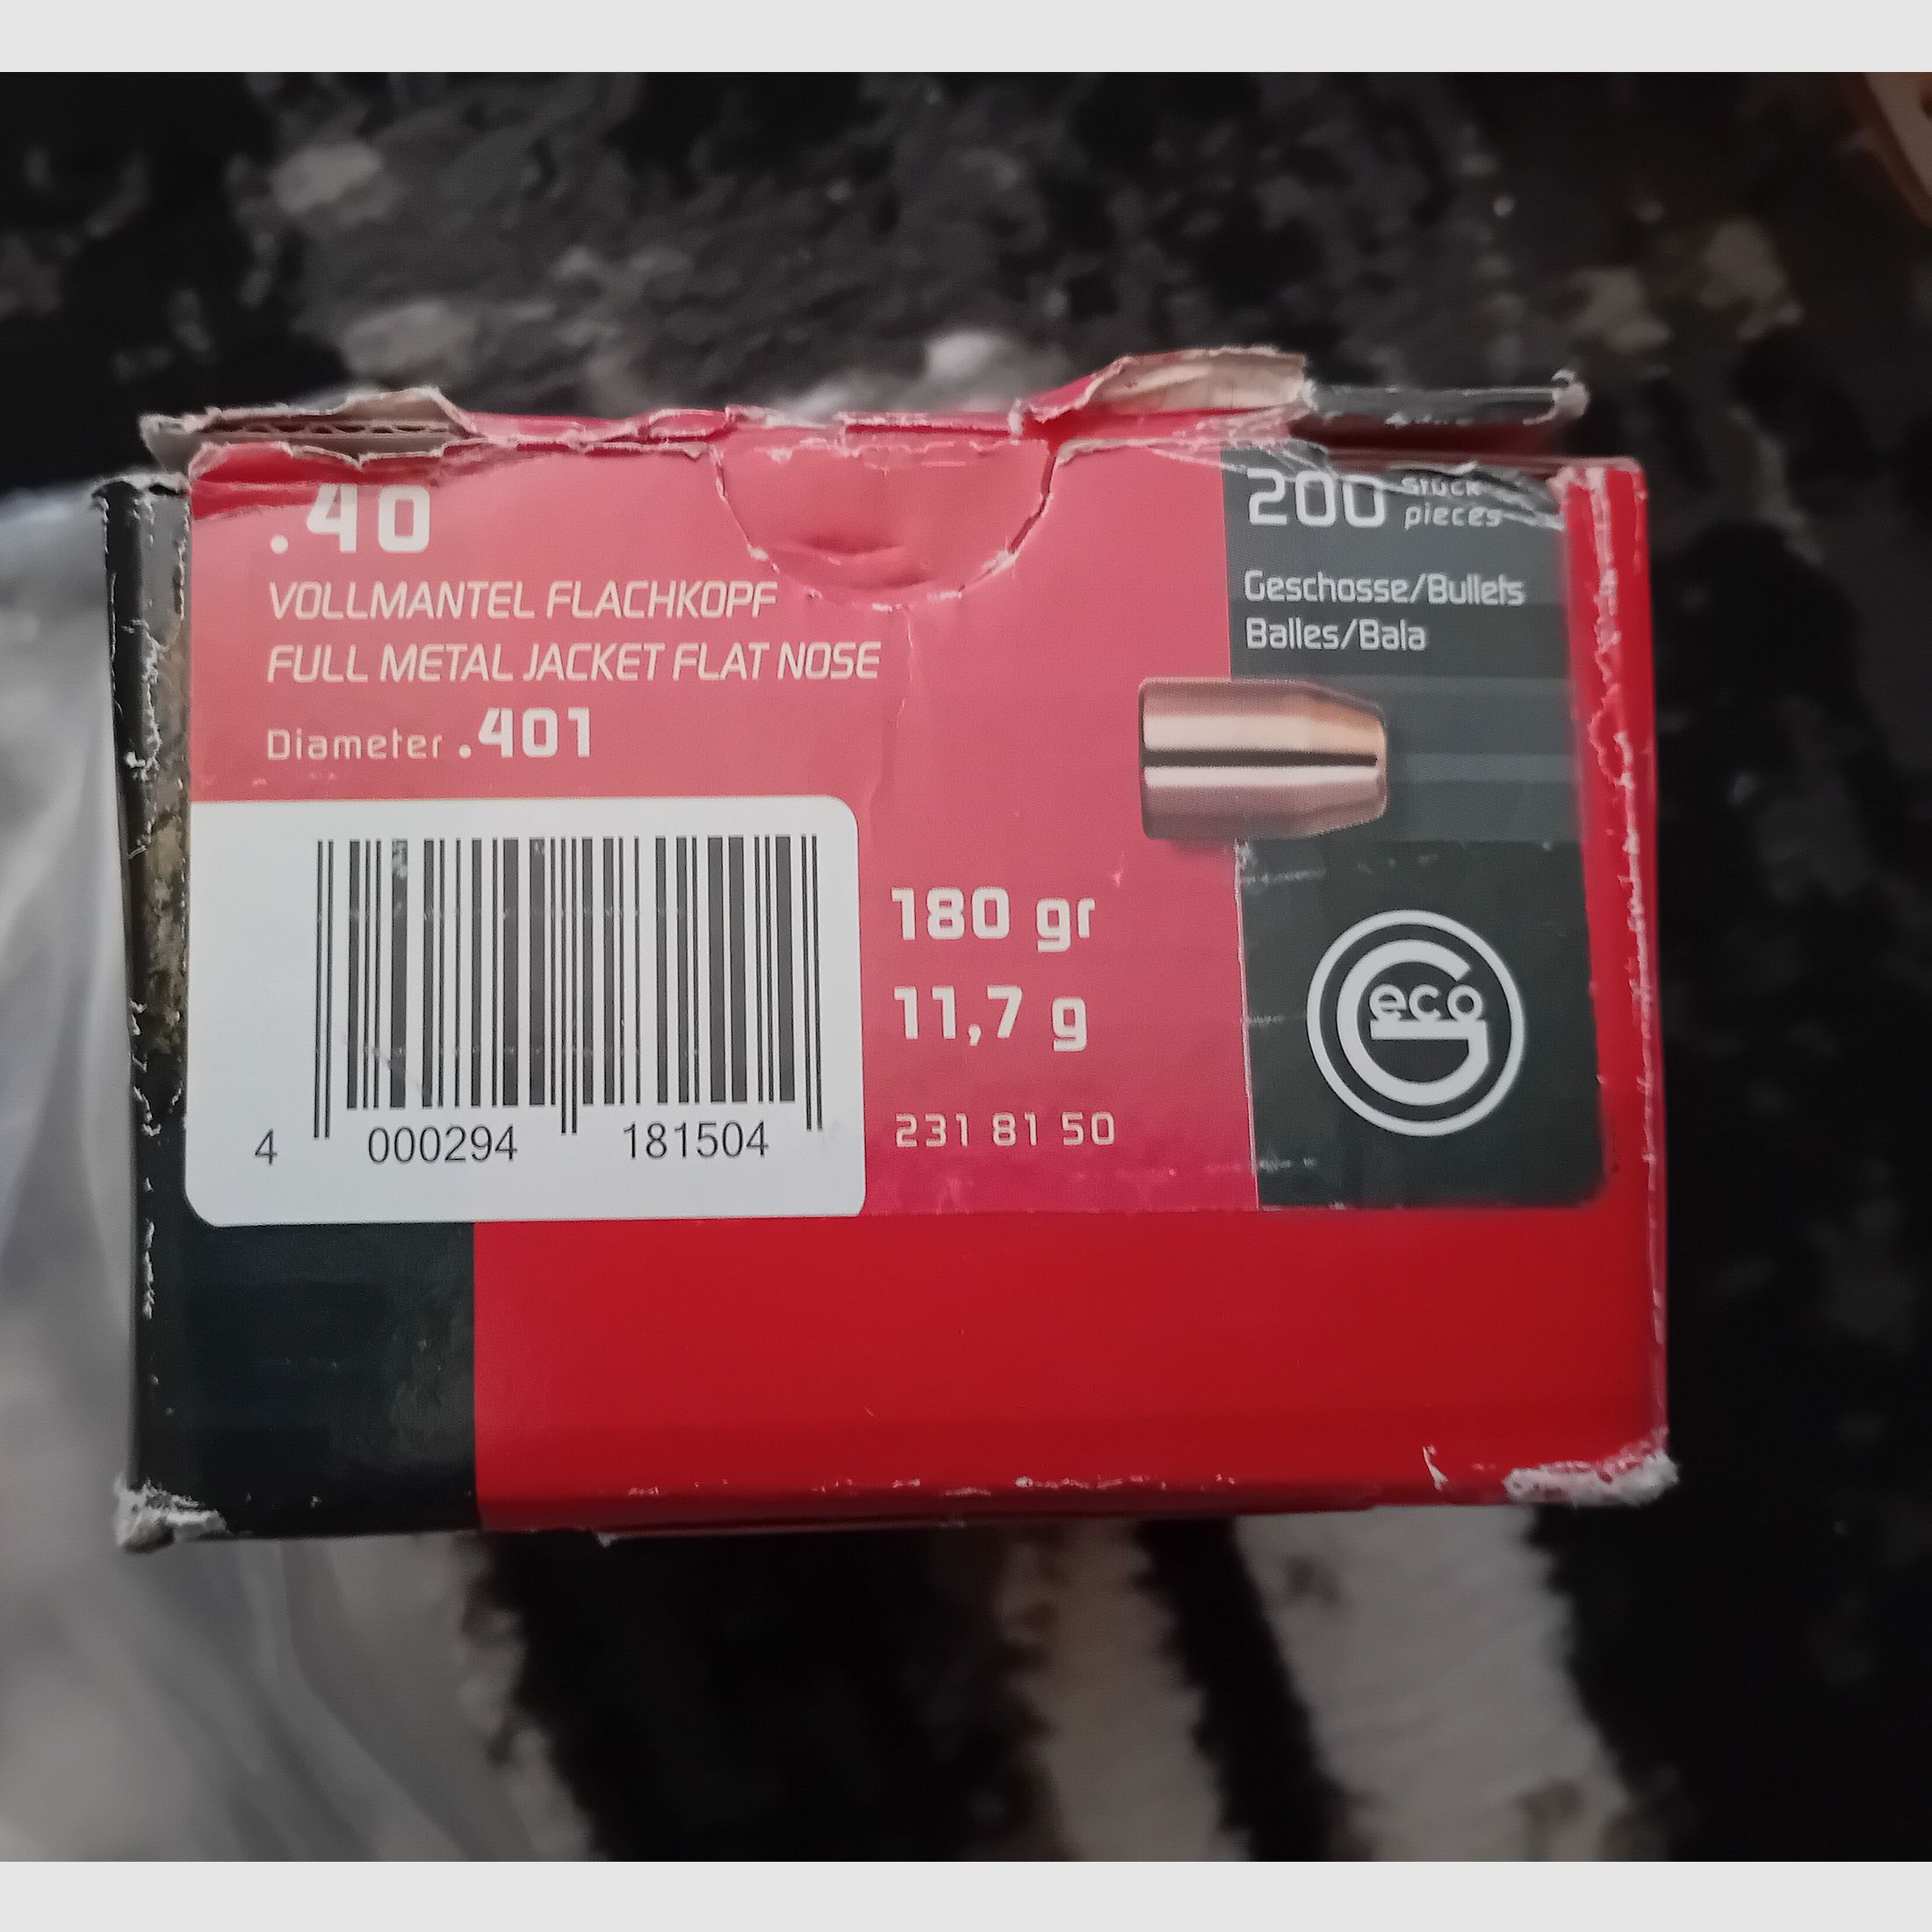 .40
VOLLMANTEL FLACHKOPF
FULL METAL JACKET FLAT NOSE
Diameter .401
200 Stück
pieces
Geschosse/Bullets
Balles/Bala
180 gr
11,7 g
231 81 50
Geco
4 000294 181504